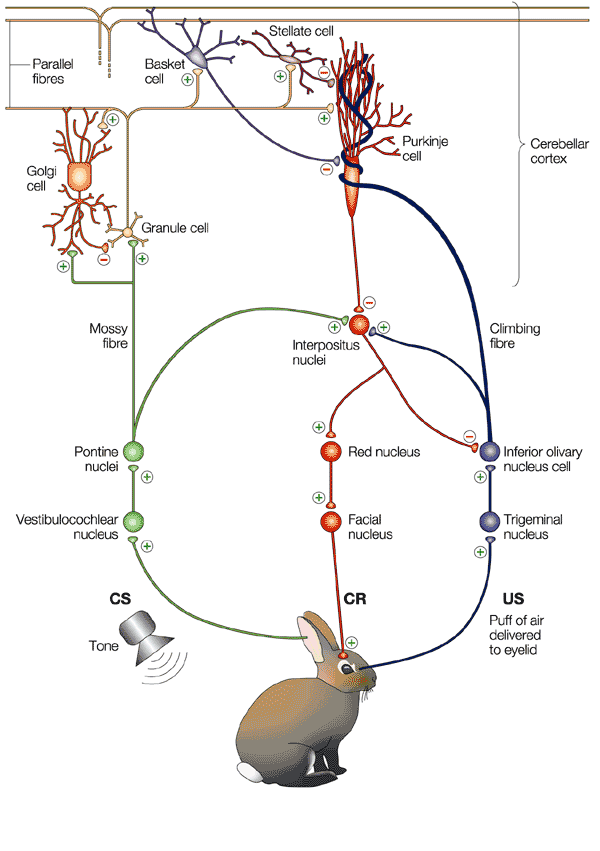 Stellate cell
Parallel
fibres
Basket
cell
+
+
−
+
Purkinje
cell
Cerebellar
cortex
+
Golgi
cell
−
Granule cell
+
−
+
−
Mossy
fibre
+
+
Interpositus
nuclei
Climbing
fibre
+
−
Pontine
nuclei
Red nucleus
Inferior olivary
nucleus cell
+
+
+
Vestibulocochlear
nucleus
Facial
nucleus
Trigeminal
nucleus
+
+
CS
CR
US
Puff of air
delivered
to eyelid
Tone
+